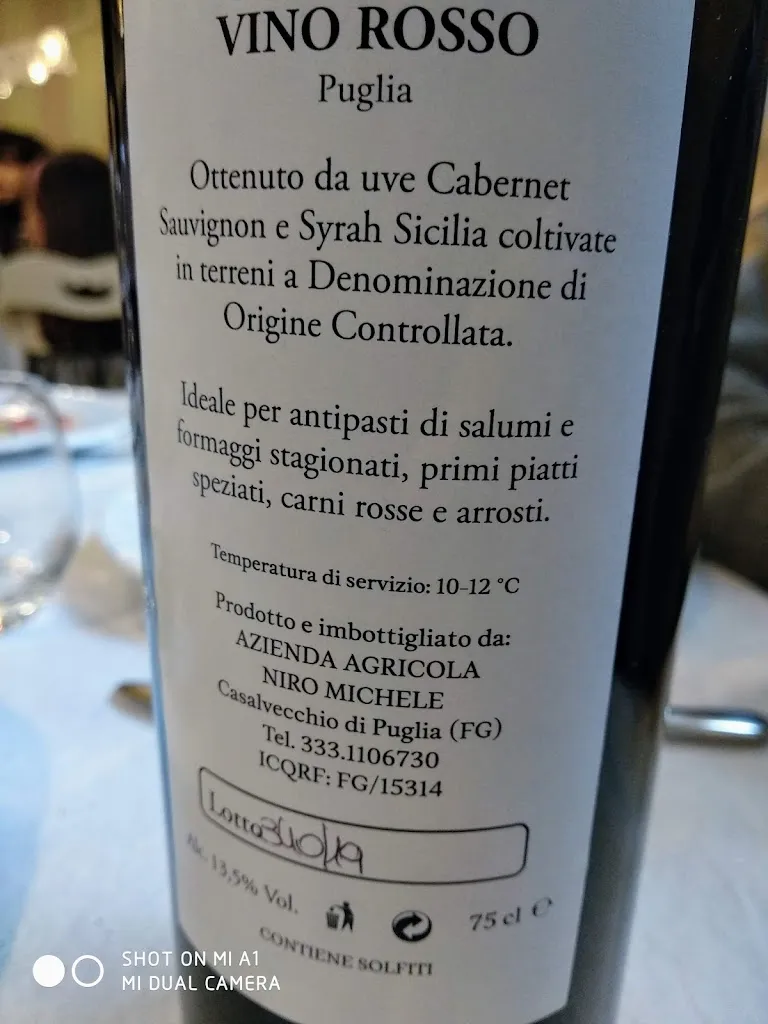 VINO ROSSO
Puglia
Ottenuto da uve Cabernet
Sauvignon e Syrah Sicilia coltivate
in terreni a Denominazione di
Origine Controllata.
Ideale per antipasti di salumi e
formaggi stagionati, primi piatti
speziati, carni rosse e arrosti.
Temperatura di servizio: 10-12 °C
Prodotto e imbottigliato da:
AZIENDA AGRICOLA
NIRO MICHELE
Casalvecchio di Puglia (FG)
Tel. 333.1106730
ICQRF: FG/15314
Lotto
Alc. 13,5% Vol.
75 cl e
CONTIENE SOLFITI
SHOT ON MI A1
MI DUAL CAMERA